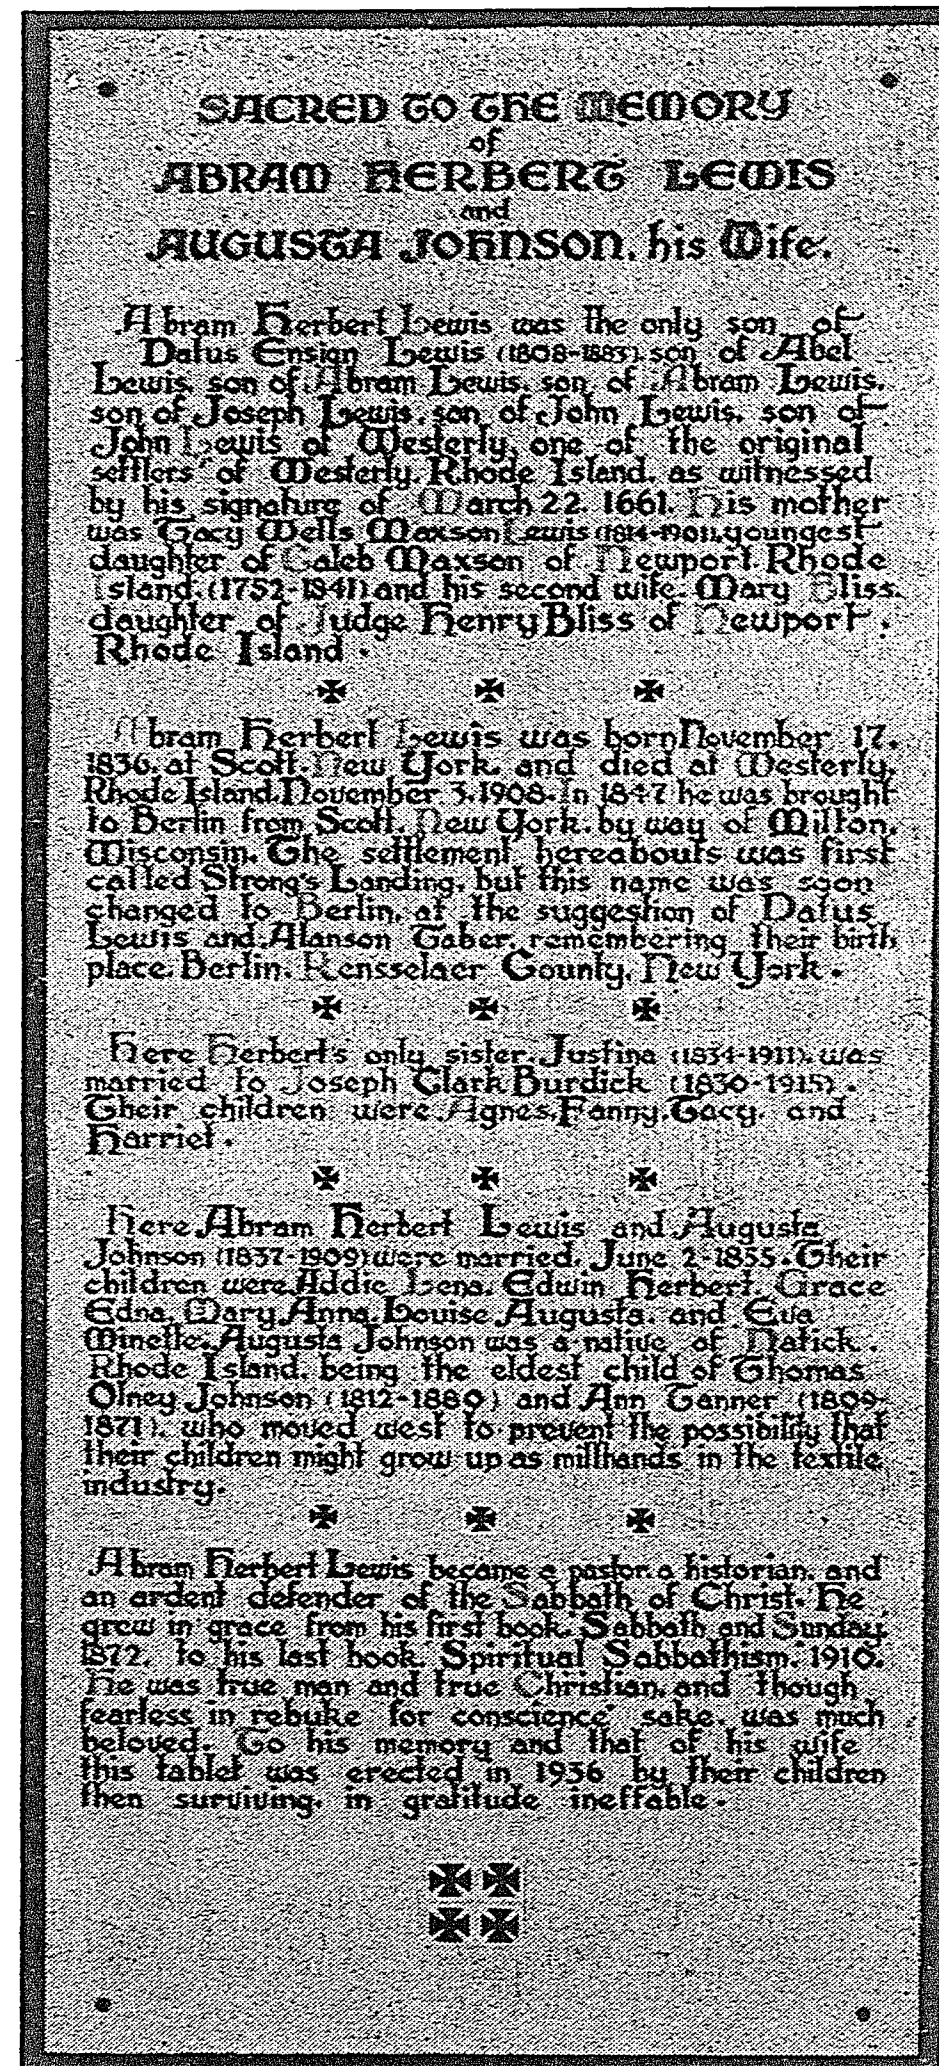 SACRED TO THE MEMORY
of
ABRAM HERBERT LEWIS
and
AUGUSTA JOHNSON, his Wife.
Abram Herbert Lewis was the only son of
Datus Ensign Lewis (1808-1883), son of Abel
Lewis, son of Abram Lewis, son of Abram Lewis,
son of Joseph Lewis, son of John Lewis, son of
John Lewis of Westerly, one of the original
settlers of Westerly, Rhode Island, as witnessed
by his signature of March 22, 1661. His mother
was Tacy Wells Maxson Lewis (1814-1901), youngest
daughter of Caleb Maxson of Newport, Rhode
Island, (1752-1841) and his second wife, Mary Bliss,
daughter of Judge Henry Bliss of Newport,
Rhode Island.
Abram Herbert Lewis was born November 17,
1836, at Scott, New York, and died at Westerly,
Rhode Island, November 3, 1908. In 1847 he was brought
to Berlin from Scott, New York, by way of Milton,
Wisconsin. The settlement hereabouts was first
called Strong's Landing, but this name was soon
changed to Berlin, at the suggestion of Datus
Lewis and Alanson Taber, remembering their birth
place, Berlin, Rensselaer County, New York.
Here Herbert's only sister, Justina (1834-1911), was
married to Joseph Clark Burdick (1830-1915).
Their children were Agnes, Fanny, Tacy, and
Harriet.
Here Abram Herbert Lewis and Augusta
Johnson (1837-1909) were married, June 2, 1855. Their
children were Addie Lena, Edwin Herbert, Grace
Edna, Mary Anna, Louise Augusta, and Eva
Minette. Augusta Johnson was a native of Natick,
Rhode Island, being the eldest child of Thomas
Olney Johnson (1812-1880) and Ann Tanner (1809-
1871), who moved west to prevent the possibility that
their children might grow up as millhands in the textile
industry.
Abram Herbert Lewis became a pastor, a historian, and
an ardent defender of the Sabbath of Christ. He
grew in grace from his first book, Sabbath and Sunday,
1872, to his last book, Spiritual Sabbathism, 1910.
He was true man and true Christian, and though
fearless in rebuke for conscience' sake, was much
beloved. To his memory and that of his wife
this tablet was erected in 1936 by their children
then surviving, in gratitude ineffable.